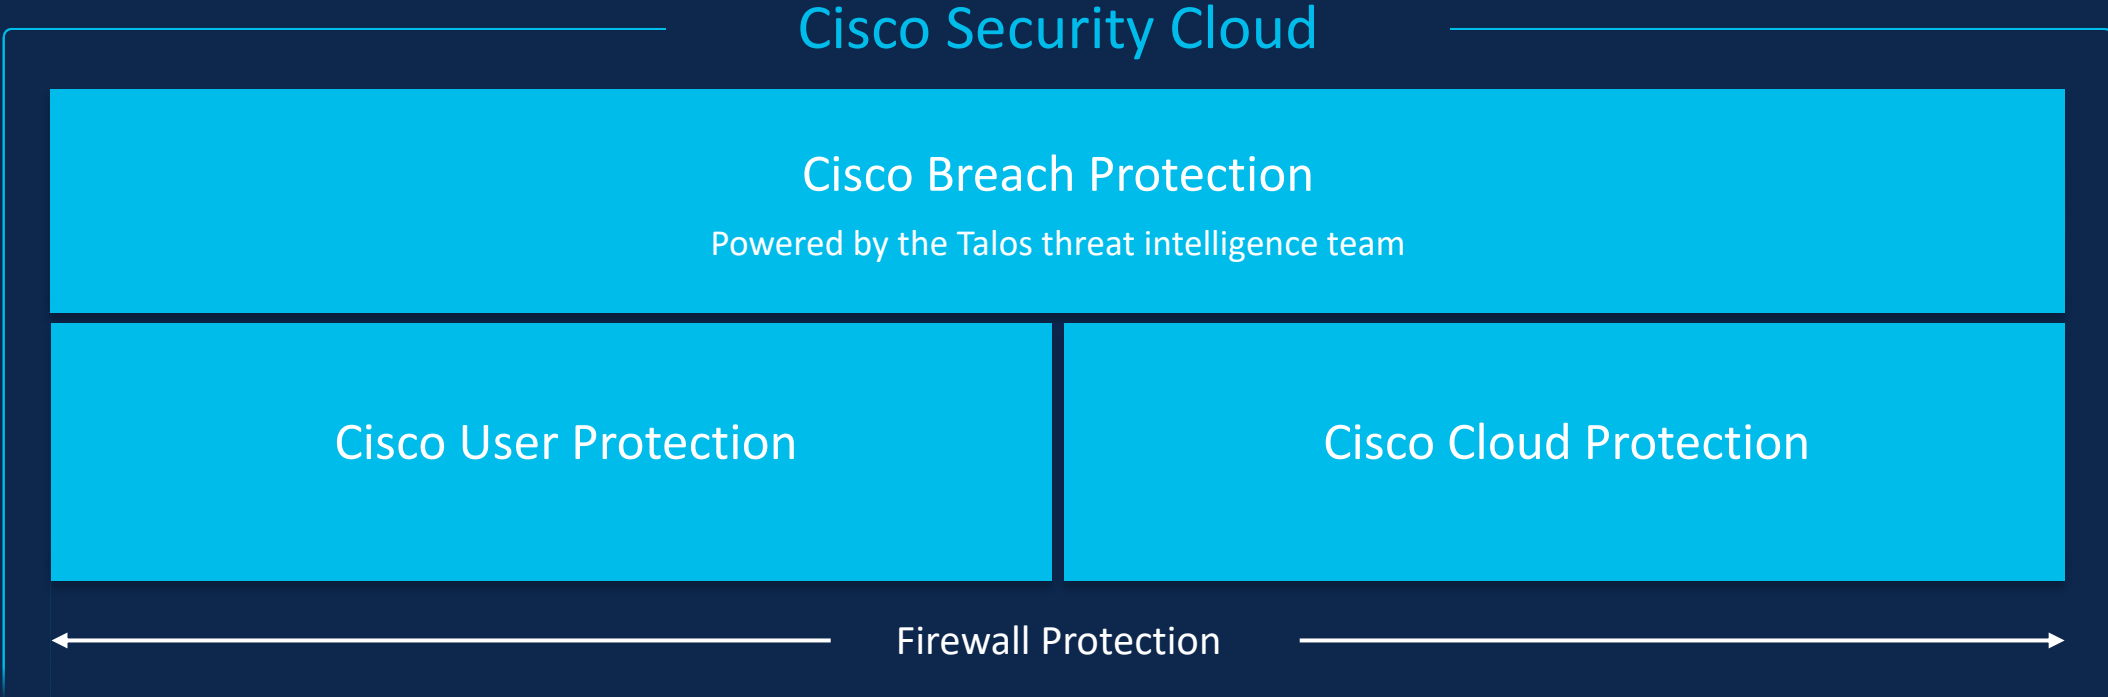 Cisco Security Cloud
Cisco Breach Protection
Powered by the Talos threat intelligence team
Cisco User Protection
Cisco Cloud Protection
Firewall Protection